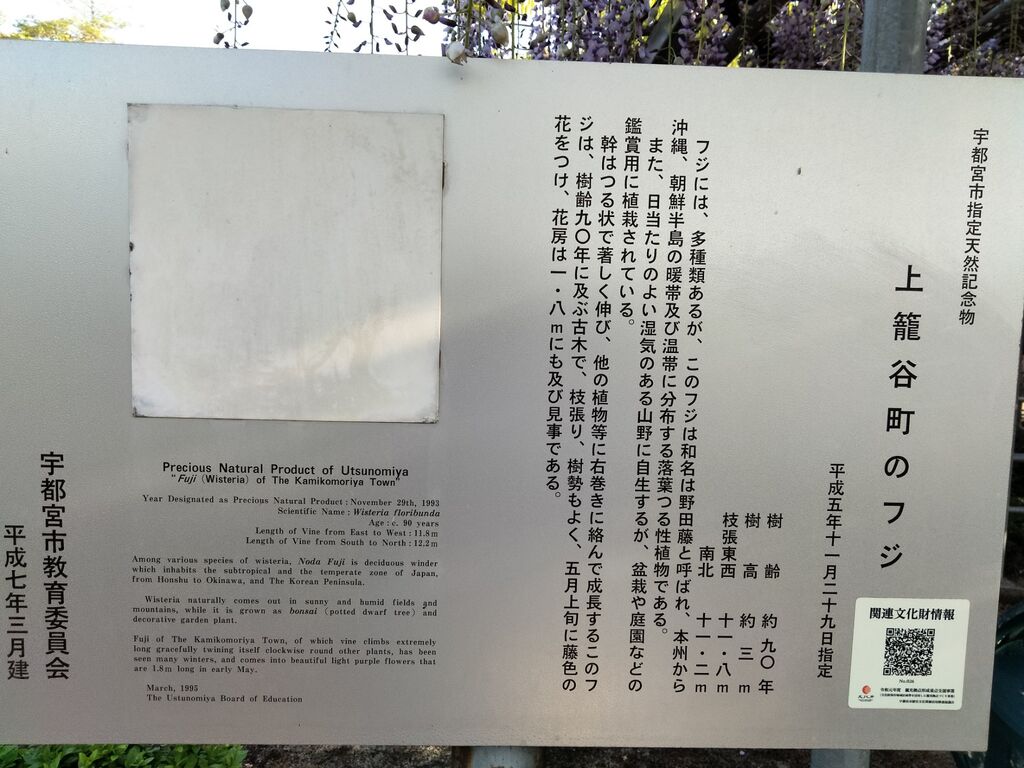 宇都宮市指定天然記念物
上籠谷町のフジ
平成五年十一月二十九日指定
樹齢 約九〇年
樹高 約三m
枝張東西 十一・八m
南北 十一・二m
フジには、多種類あるが、このフジは和名は野田藤と呼ばれ、本州から
沖縄、朝鮮半島の暖帯及び温帯に分布する落葉つる性植物である。
また、日当たりのよい湿気のある山野に自生するが、盆栽や庭園などの
鑑賞用に植栽されている。
幹はつる状で著しく伸び、他の植物等に右巻きに絡んで成長するこのフ
ジは、樹齢九〇年に及ぶ古木で、枝張り、樹勢もよく、五月上旬に藤色の
花をつけ、花房は一・八mにも及び見事である。
Precious Natural Product of Utsunomiya
"Fuji (Wisteria) of The Kamikomoriya Town"
Year Designated as Precious Natural Product : November 29th, 1993
Scientific Name : Wisteria floribunda
Age : c. 90 years
Length of Vine from East to West : 11.8m
Length of Vine from South to North : 12.2m
Among various species of wisteria, Noda Fuji is deciduous winder
which inhabits the subtropical and the temperate zone of Japan,
from Honshu to Okinawa, and The Korean Peninsula.
Wisteria naturally comes out in sunny and humid fields and
mountains, while it is grown as bonsai (potted dwarf tree) and
decorative garden plant.
Fuji of The Kamikomoriya Town, of which vine climbs extremely
long gracefully twining itself clockwise round other plants, has been
seen many winters, and comes into beautiful light purple flowers that
are 1.8m long in early May.
March, 1995
The Ustunomiya Board of Education
宇都宮市教育委員会
平成七年三月建
関連文化財情報
No.026